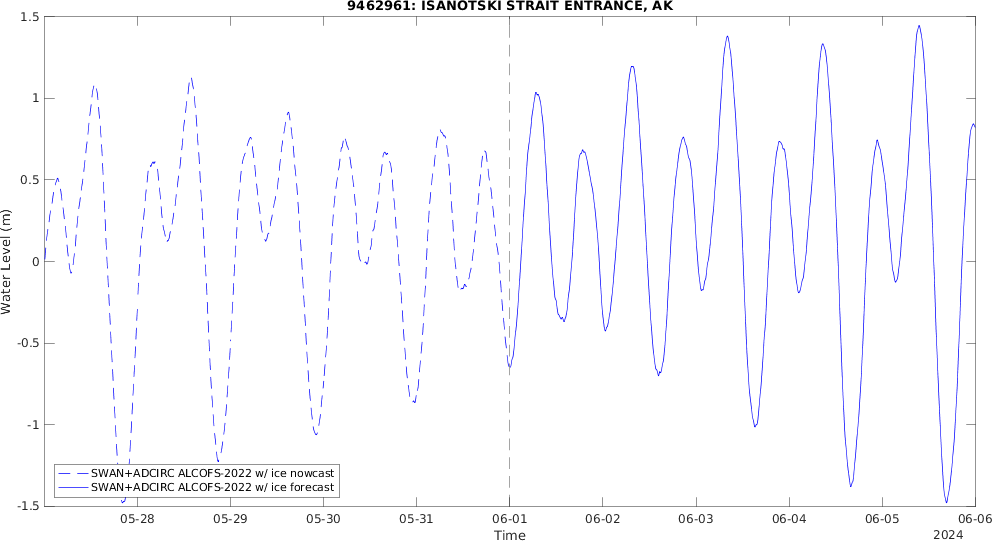 9462961: ISANOTSKI STRAIT ENTRANCE, AK
1.5
1
0.5
0
-0.5
-1
-1.5
Water Level (m)
SWAN+ADCIRC ALCOFS-2022 w/ ice nowcast
SWAN+ADCIRC ALCOFS-2022 w/ ice forecast
05-28 05-29 05-30 05-31 06-01 06-02 06-03 06-04 06-05 06-06
Time
2024